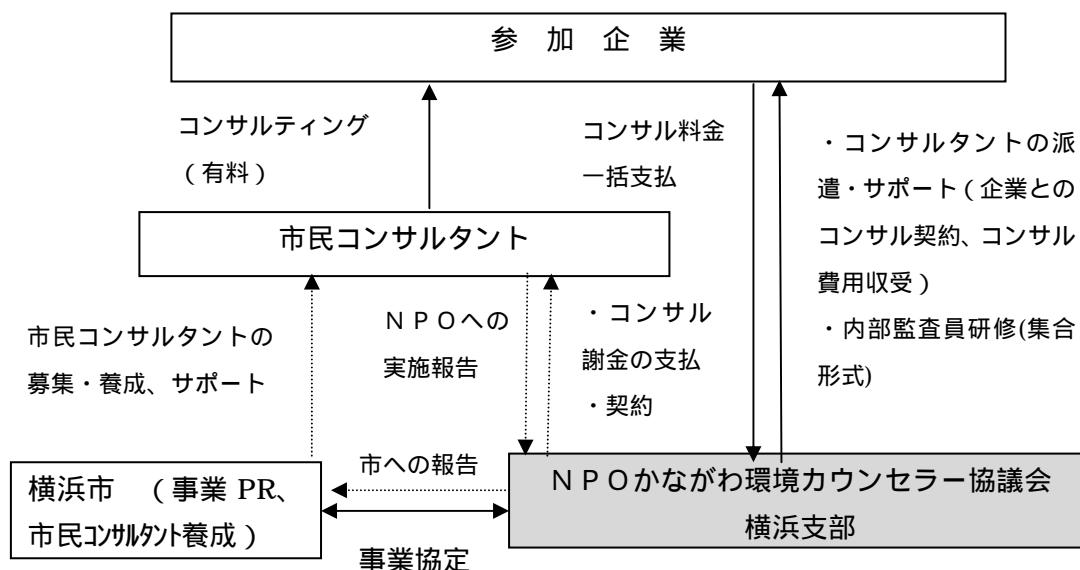 参 加 企 業
コンサルティング
（有料）
コンサル料金
一括支払
・コンサルタントの派
遣・サポート（企業との
コンサル契約、コンサル
費用収受）
・内部監査員研修(集合
形式)
市民コンサルタント
市民コンサルタントの
募集・養成、サポート
ＮＰＯへの
実施報告
・コンサル
謝金の支払
・契約
市への報告
横浜市 （事業 PR、
市民ｺﾝｻﾙﾀﾝﾄ養成）
事業協定
ＮＰＯかながわ環境カウンセラー協議会
横浜支部